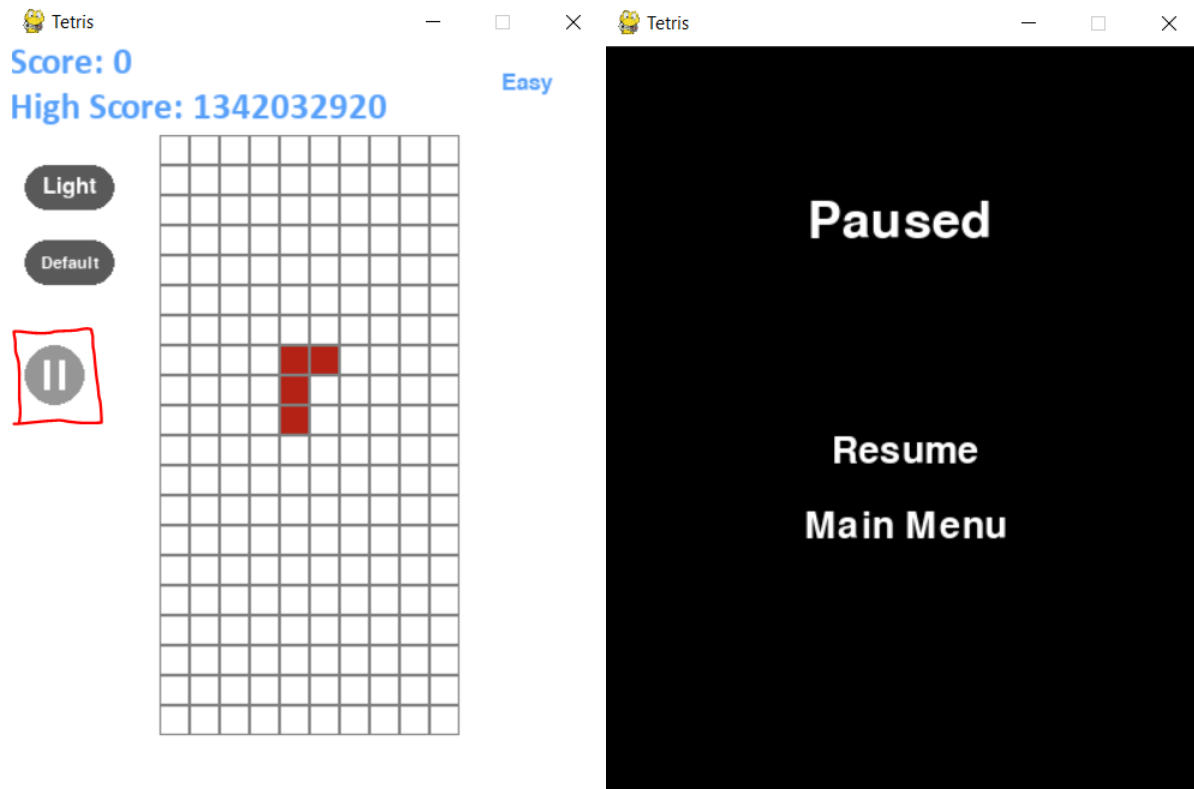 Tetris
Score: 0
High Score: 1342032920
Easy
Light
Default
Tetris
Paused
Resume
Main Menu